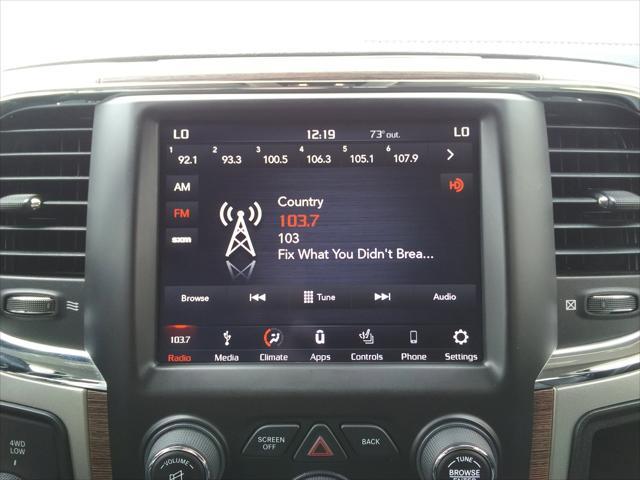 LO 12:19 73° out. LO
1 92.1 2 93.3 3 100.5 4 106.3 5 105.1 6 107.9
AM
FM
sxm
Country
103.7
103
Fix What You Didn't Brea...
Browse Tune Audio
103.7
Radio Media Climate Apps Controls Phone Settings
4WD
LOW
SCREEN
OFF
BACK
VOLUME
TUNE
BROWSE
ENTER